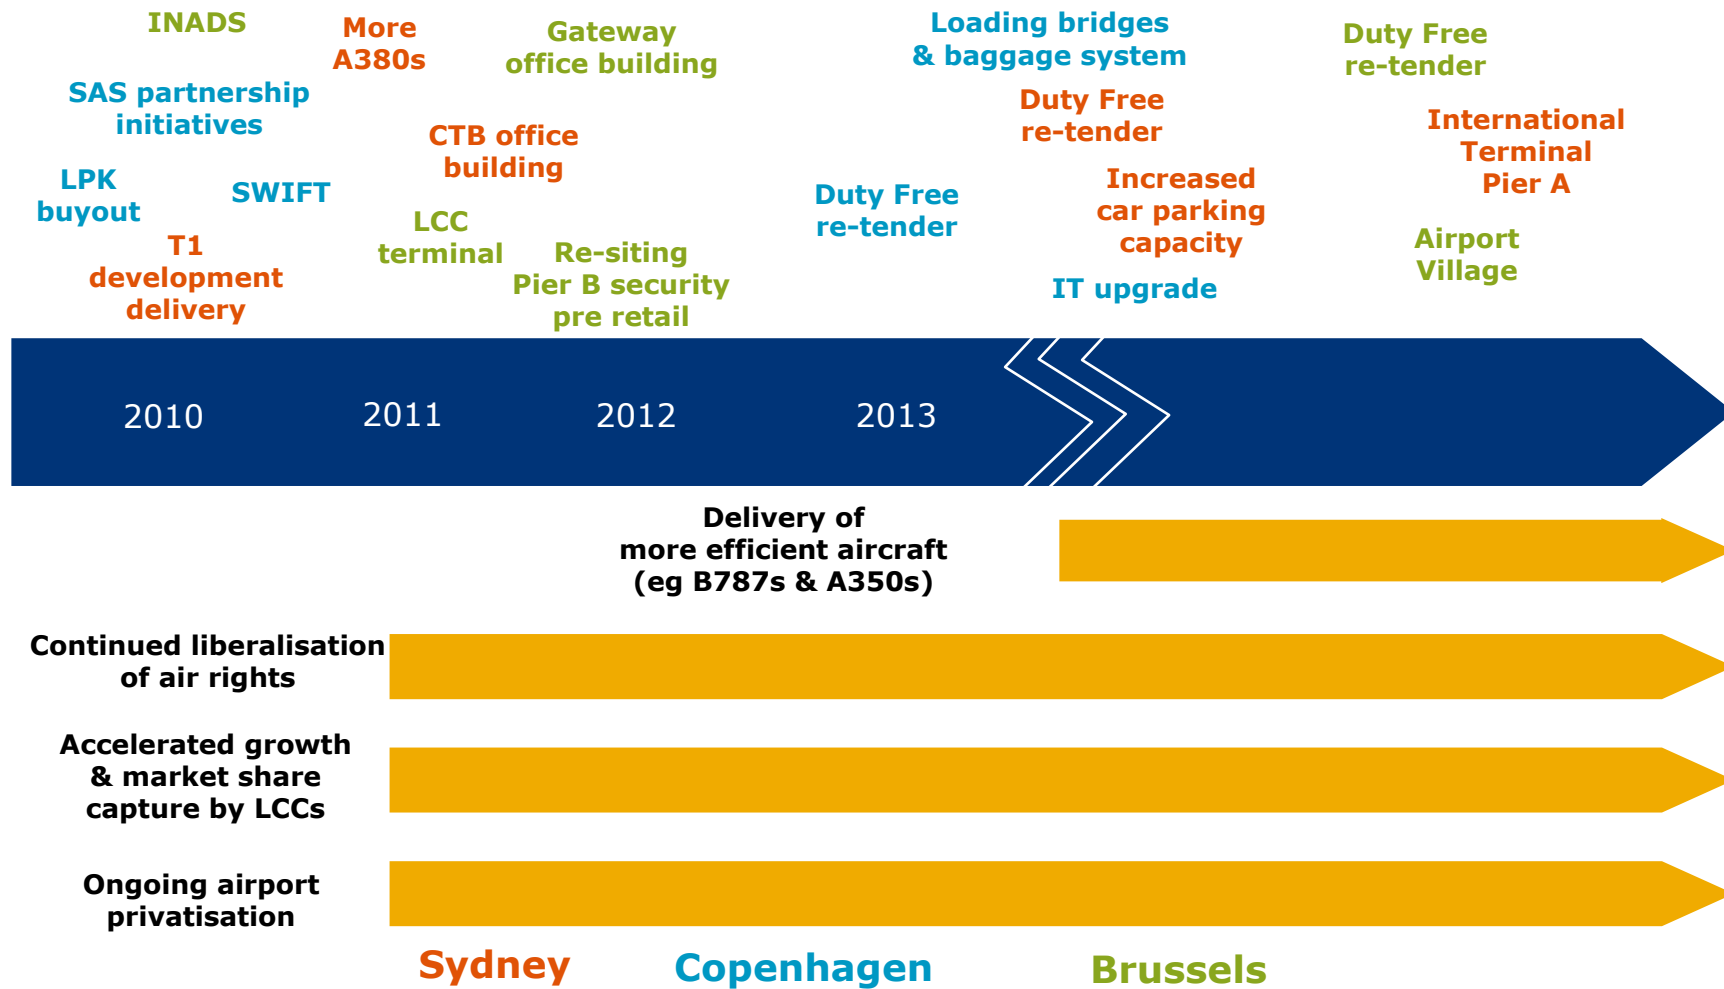 INADS
More
A380s
Gateway
office building
Loading bridges
& baggage system
Duty Free
re-tender
SAS partnership
initiatives
CTB office
building
Duty Free
re-tender
International
Terminal
Pier A
LPK
buyout
SWIFT
LCC
terminal
Duty Free
re-tender
Increased
car parking
capacity
T1
development
delivery
Re-siting
Pier B security
pre retail
IT upgrade
Airport
Village
2010
2011
2012
2013
Delivery of
more efficient aircraft
(eg B787s & A350s)
Continued liberalisation
of air rights
Accelerated growth
& market share
capture by LCCs
Ongoing airport
privatisation
Sydney
Copenhagen
Brussels